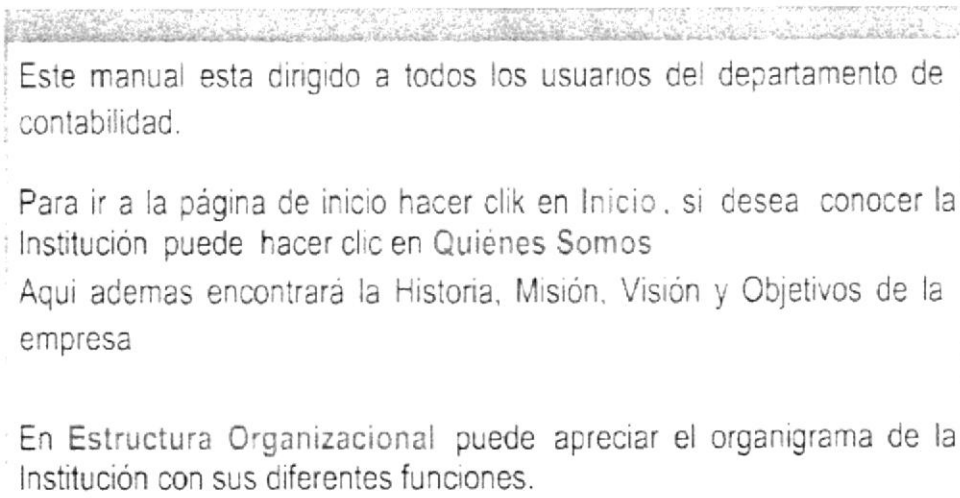 Este manual esta dirigido a todos los usuarios del departamento de
contabilidad.
Para ir a la página de inicio hacer clik en Inicio, si desea conocer la
Institución puede hacer clic en Quiénes Somos
Aqui ademas encontrará la Historia, Misión, Visión y Objetivos de la
empresa
En Estructura Organizacional puede apreciar el organigrama de la
Institución con sus diferentes funciones.